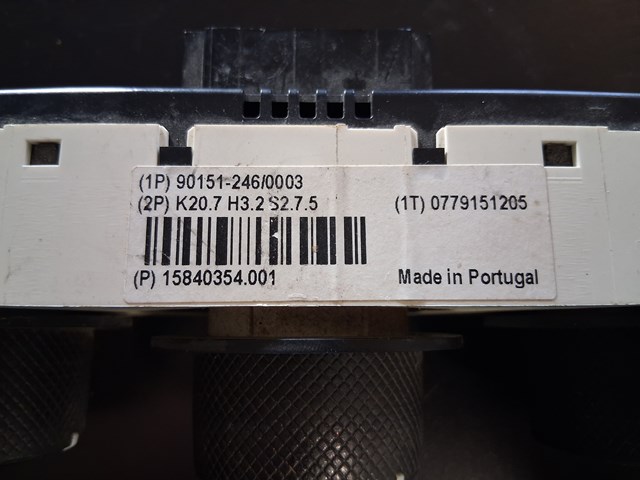 (1P) 90151-246/0003
(2P) K20.7 H3.2 S2.7.5 (1T) 0779151205
(P) 15840354.001 Made in Portugal